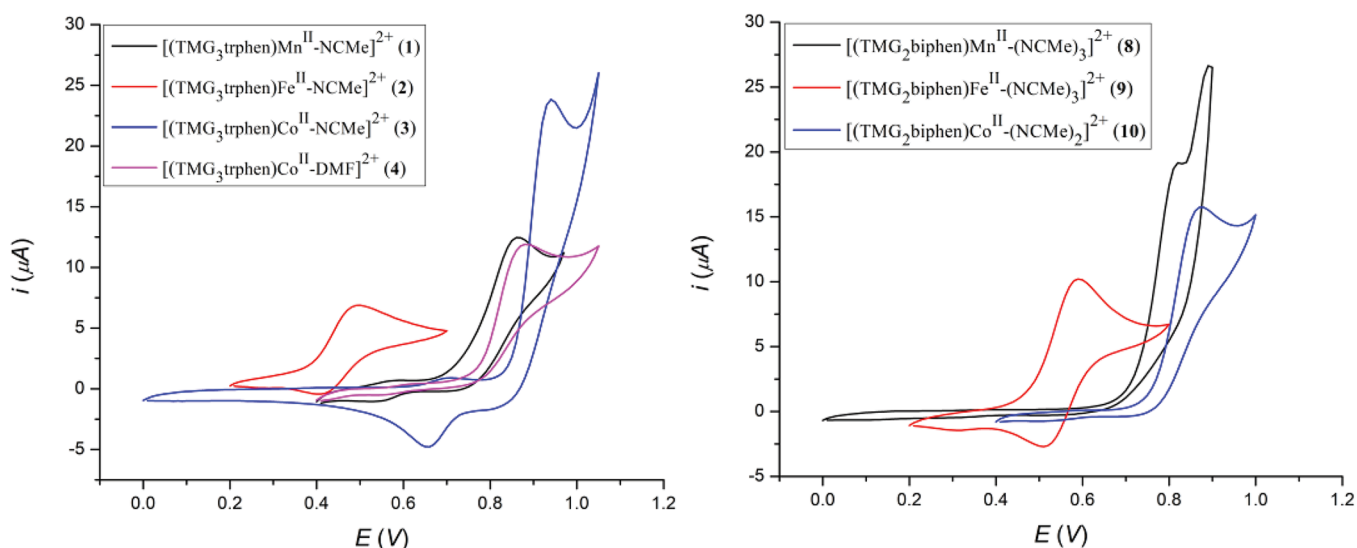 [(TMG₃trphen)Mnᴵᴵ-NCMe]²⁺ (1)
[(TMG₃trphen)Feᴵᴵ-NCMe]²⁺ (2)
[(TMG₃trphen)Coᴵᴵ-NCMe]²⁺ (3)
[(TMG₃trphen)Coᴵᴵ-DMF]²⁺ (4)
30
25
20
15
10
5
0
-5
i (μA)
0.0 0.2 0.4 0.6 0.8 1.0 1.2
E (V)
[(TMG₂biphen)Mnᴵᴵ-(NCMe)₃]²⁺ (8)
[(TMG₂biphen)Feᴵᴵ-(NCMe)₃]²⁺ (9)
[(TMG₂biphen)Coᴵᴵ-(NCMe)₂]²⁺ (10)
30
25
20
15
10
5
0
-5
i (μA)
0.0 0.2 0.4 0.6 0.8 1.0 1.2
E (V)